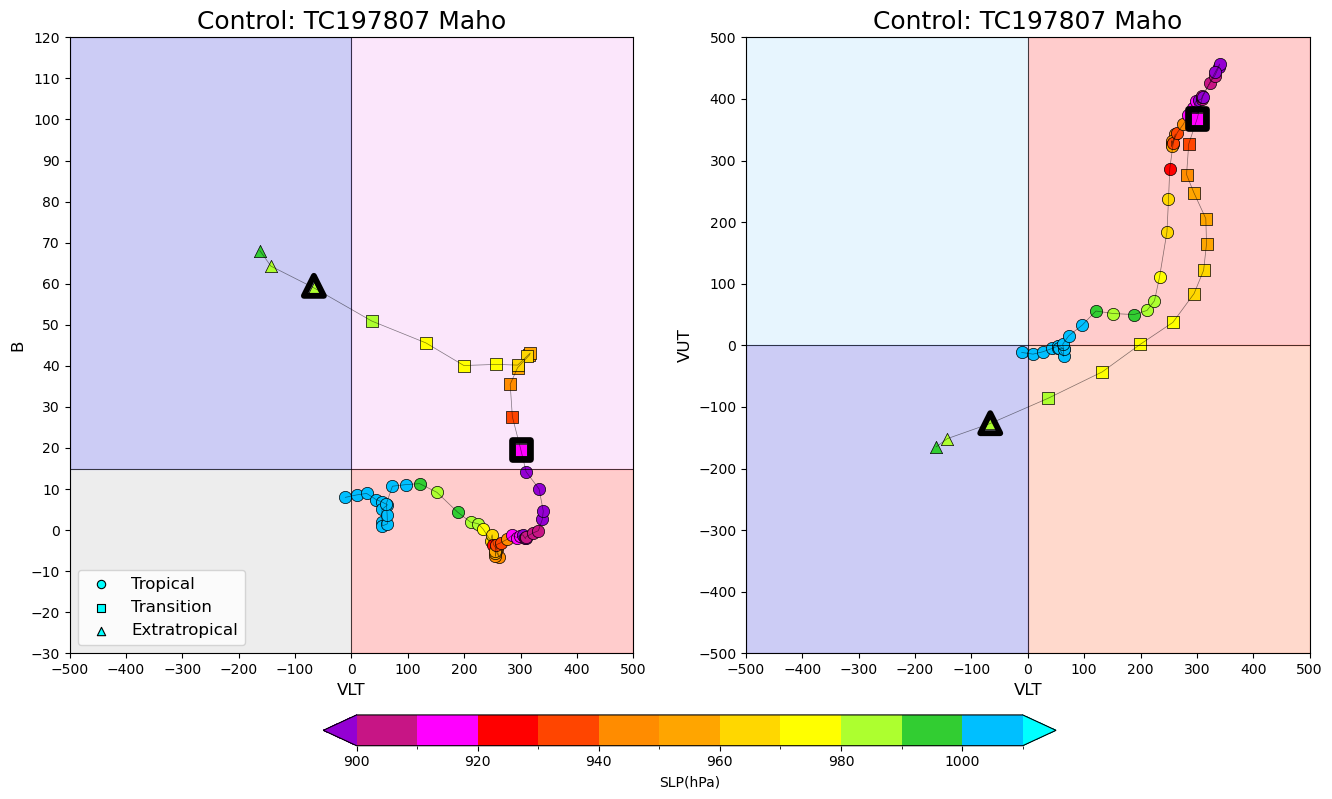 Control: TC197807 Maho
Control: TC197807 Maho
120
110
100
90
80
70
60
50
40
30
20
10
0
−10
−20
−30
B
Tropical
Transition
Extratropical
−500 −400 −300 −200 −100 0 100 200 300 400 500
VLT
500
400
300
200
100
0
−100
−200
−300
−400
−500
VUT
−500 −400 −300 −200 −100 0 100 200 300 400 500
VLT
900 920 940 960 980 1000
SLP(hPa)